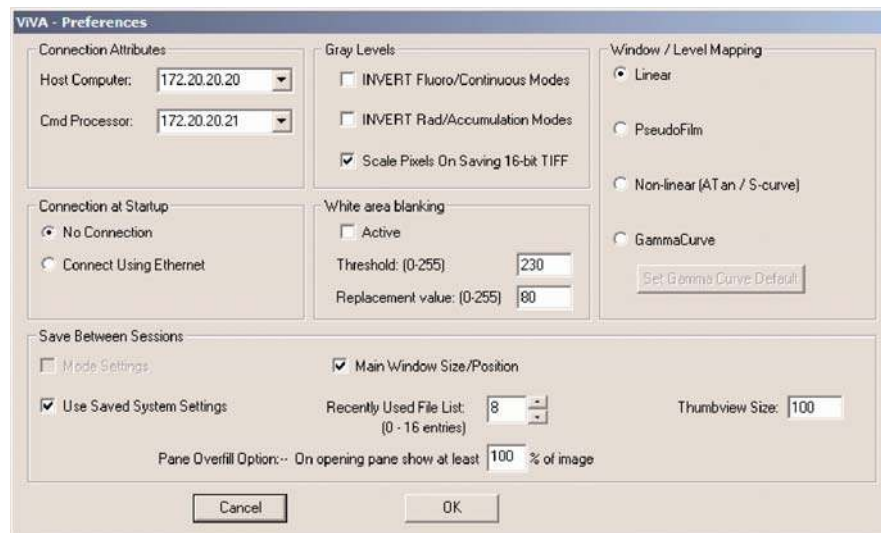 ViVA - Preferences
Connection Attributes
Host Computer: 172.20.20.20
Cmd Processor: 172.20.20.21
Gray Levels
INVERT Fluoro/Continuous Modes
INVERT Rad/Accumulation Modes
Scale Pixels On Saving 16-bit TIFF
Window / Level Mapping
Linear
PseudoFilm
Non-linear (ATan / S-curve)
GammaCurve
Set Gamma Curve Default
Connection at Startup
No Connection
Connect Using Ethernet
White area blanking
Active
Threshold: (0-255) 230
Replacement value: (0-255) 80
Save Between Sessions
Mode Settings
Main Window Size/Position
Use Saved System Settings
Recently Used File List: 8
(0 - 16 entries)
Thumbview Size: 100
Pane Overfill Option:-- On opening pane show at least 100 % of image
Cancel
OK